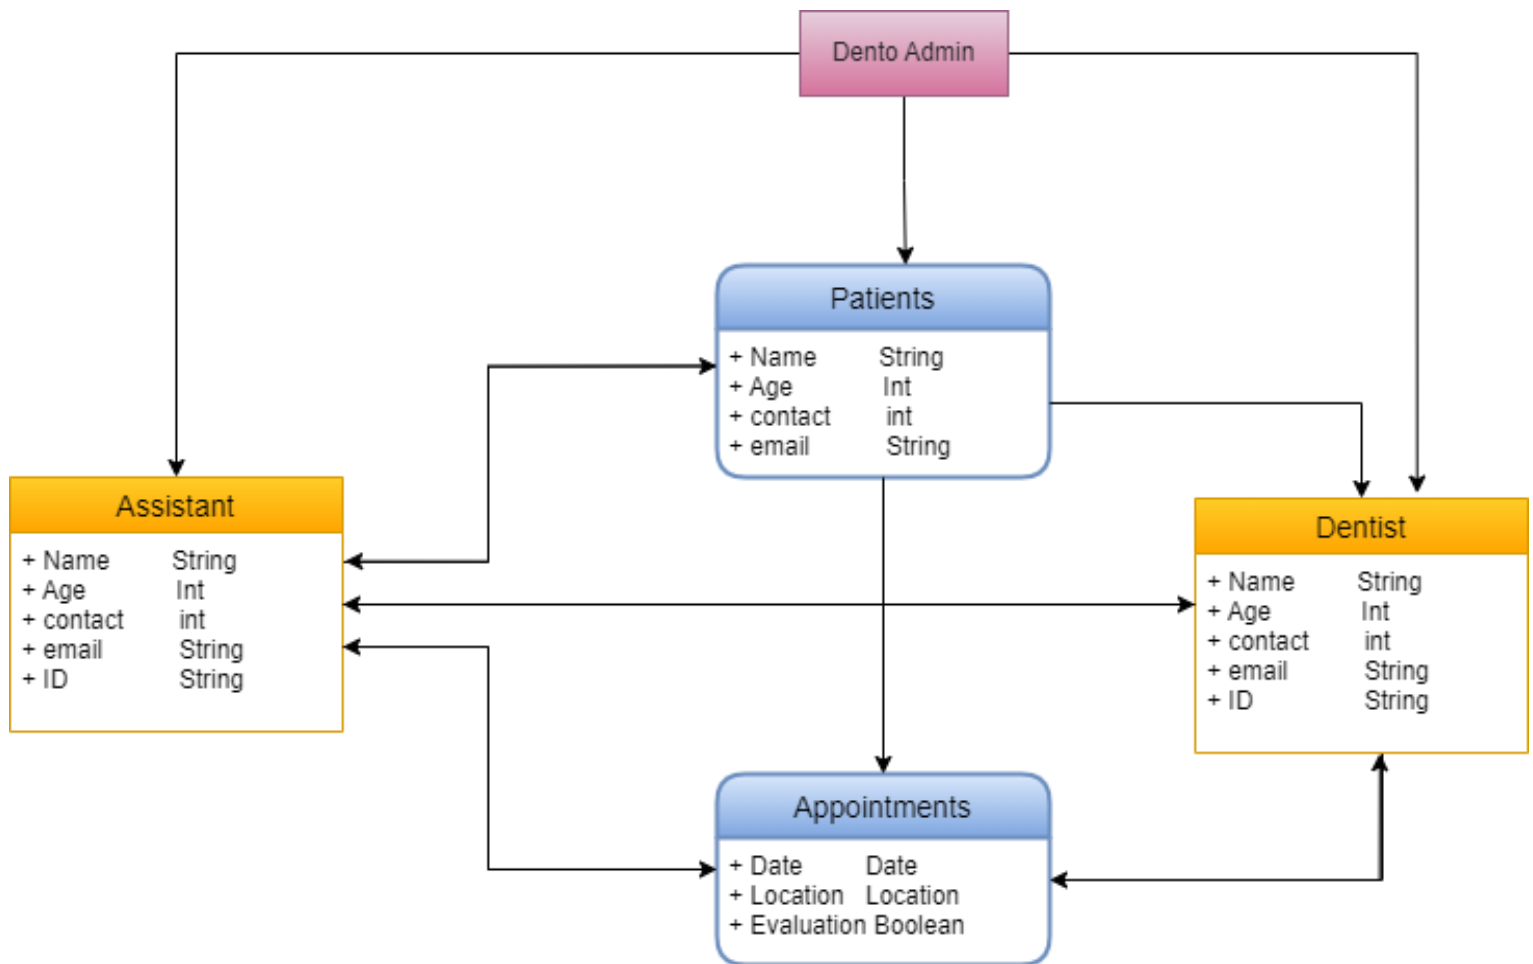 Dento Admin
Patients
+ Name String
+ Age Int
+ contact int
+ email String
Assistant
+ Name String
+ Age Int
+ contact int
+ email String
+ ID String
Dentist
+ Name String
+ Age Int
+ contact int
+ email String
+ ID String
Appointments
+ Date Date
+ Location Location
+ Evaluation Boolean